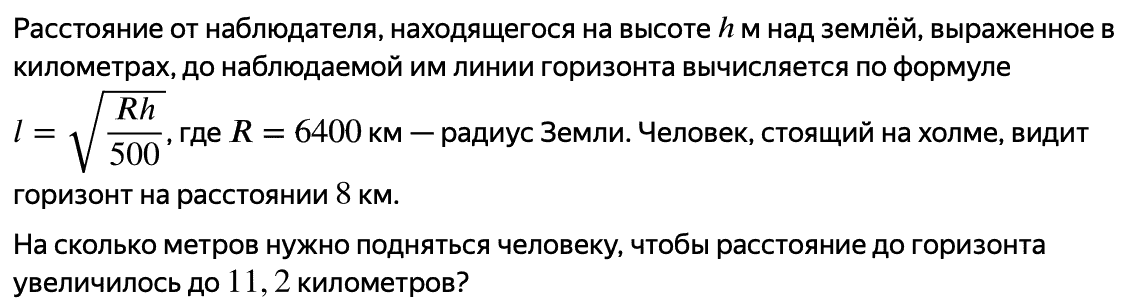 Расстояние от наблюдателя, находящегося на высоте h м над землёй, выраженное в
километрах, до наблюдаемой им линии горизонта вычисляется по формуле
l = √(Rh/500), где R = 6400 км — радиус Земли. Человек, стоящий на холме, видит
горизонт на расстоянии 8 км.
На сколько метров нужно подняться человеку, чтобы расстояние до горизонта
увеличилось до 11, 2 километров?